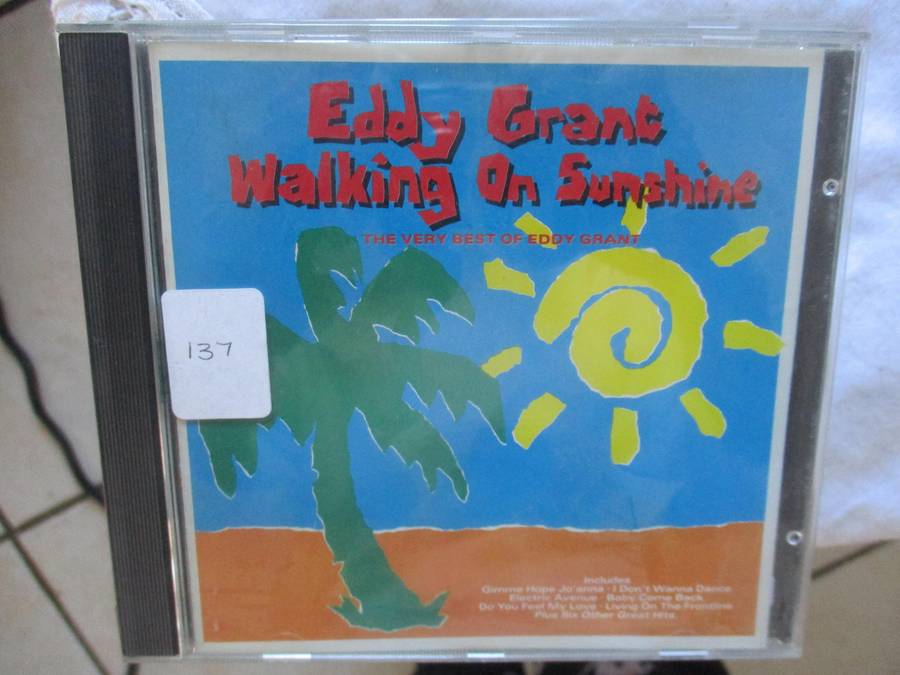 Eddy Grant
Walking On Sunshine
THE VERY BEST OF EDDY GRANT
137
Includes
Gimme Hope Jo'anna · I Don't Wanna Dance
Electric Avenue · Baby Come Back
Do You Feel My Love · Living On The Frontline
Plus Six Other Great Hits